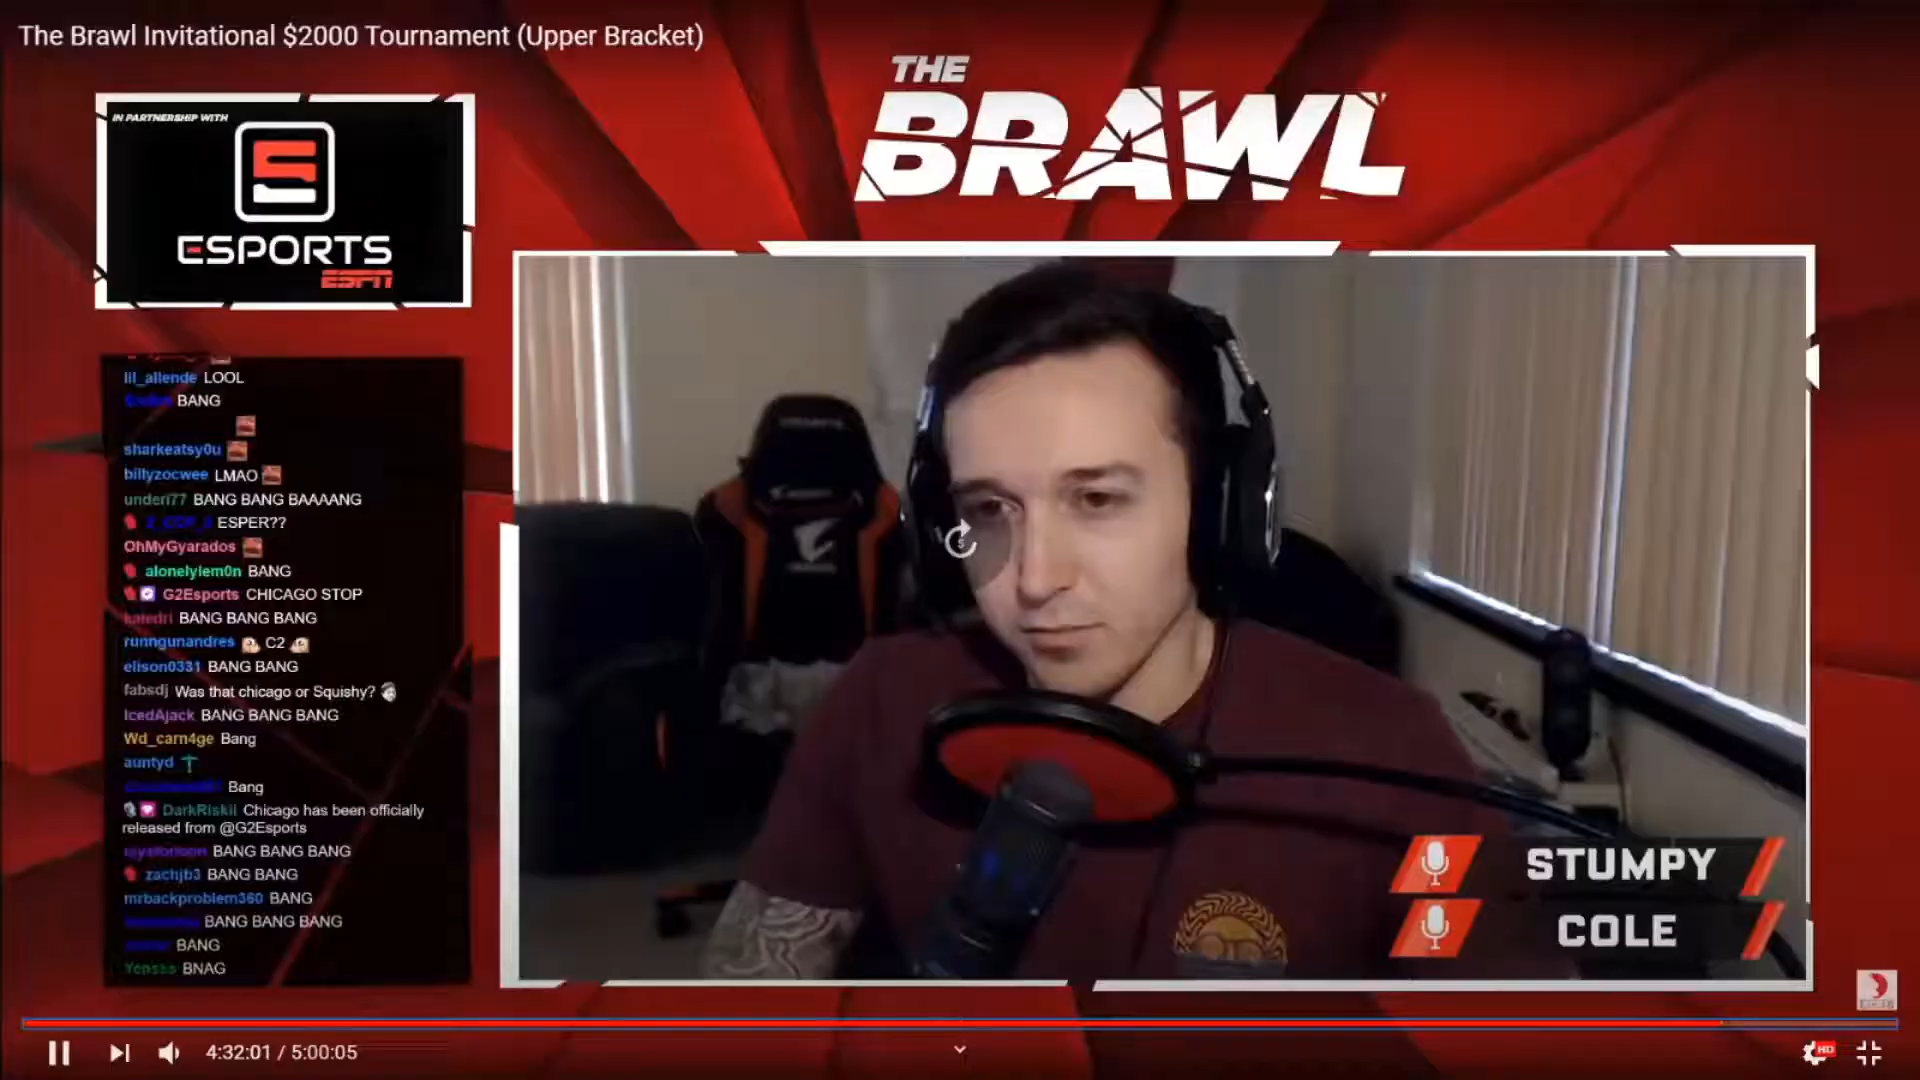 The Brawl Invitational $2000 Tournament (Upper Bracket)
THE
BRAWL
IN PARTNERSHIP WITH
ESPORTS
ESPN
lil_allende LOOL
BANG
sharkeatsy0u
billyzocwee LMAO
underi77 BANG BANG BAAAANG
ESPER??
OhMyGyarados
alonelylem0n BANG
G2Esports CHICAGO STOP
BANG BANG BANG
runngunandres C2
elison0331 BANG BANG
fabsdj Was that chicago or Squishy?
IcedAjack BANG BANG BANG
Wd_carn4ge Bang
auntyd
Bang
DarkRiskii Chicago has been officially
released from @G2Esports
BANG BANG BANG
zachjb3 BANG BANG
mrbackproblem360 BANG
BANG BANG BANG
BANG
BNAG
STUMPY
COLE
5
4:32:01 / 5:00:05
HD